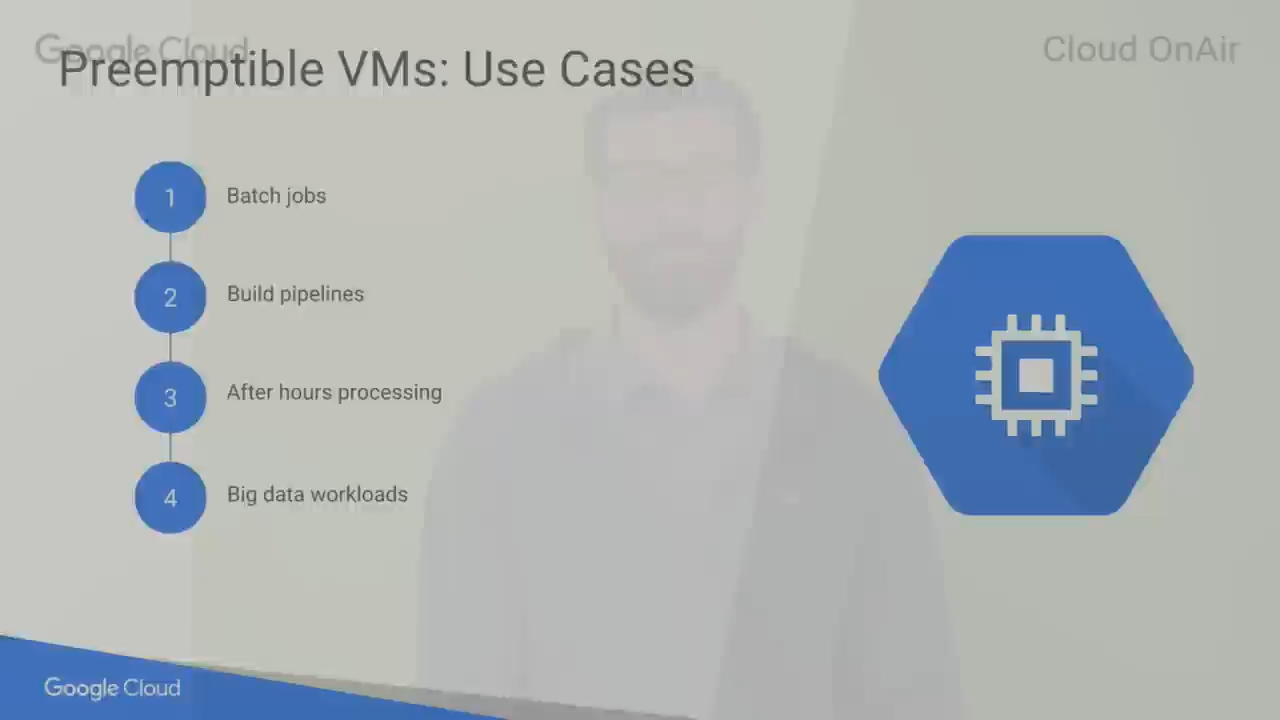 Google Cloud
Cloud OnAir
Preemptible VMs: Use Cases
1 Batch jobs
2 Build pipelines
3 After hours processing
4 Big data workloads
Google Cloud